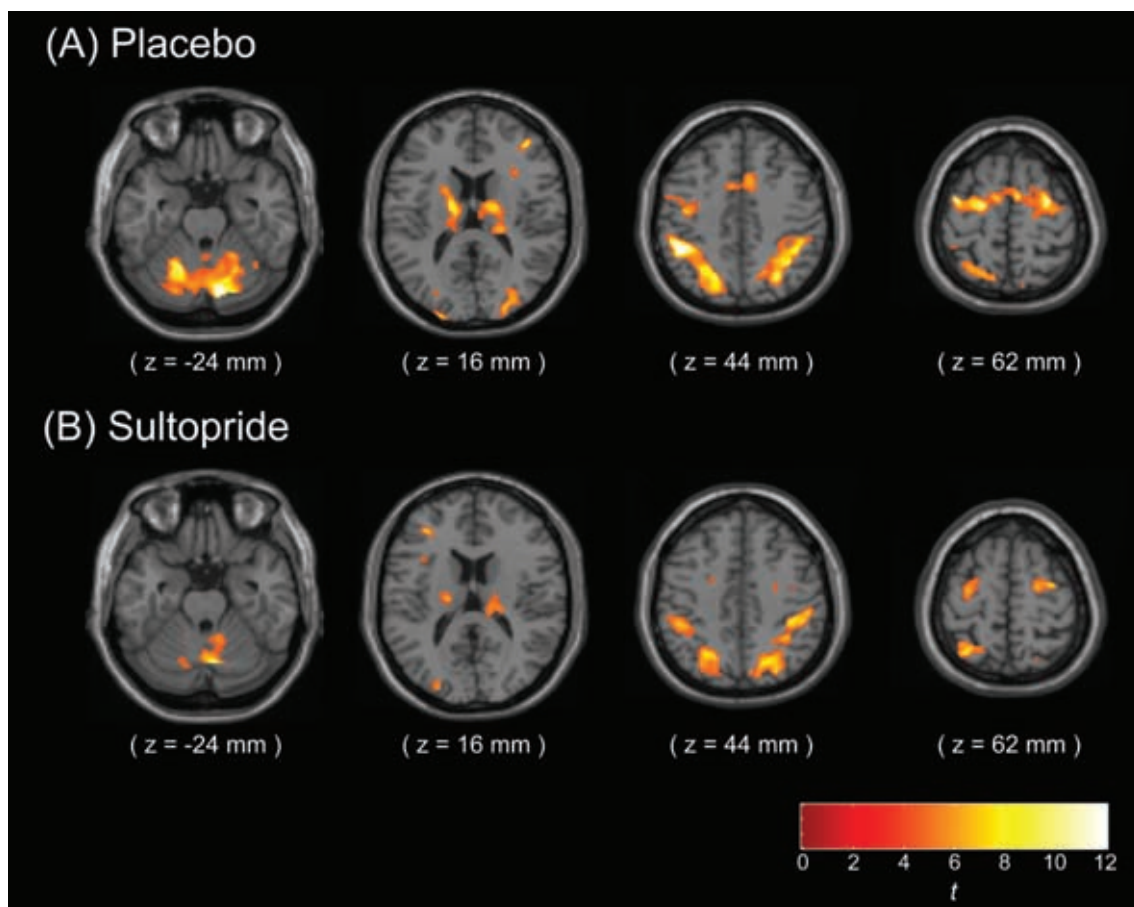 (A) Placebo
( z = -24 mm ) ( z = 16 mm ) ( z = 44 mm ) ( z = 62 mm )
(B) Sultopride
( z = -24 mm ) ( z = 16 mm ) ( z = 44 mm ) ( z = 62 mm )
0 2 4 6 8 10 12
t